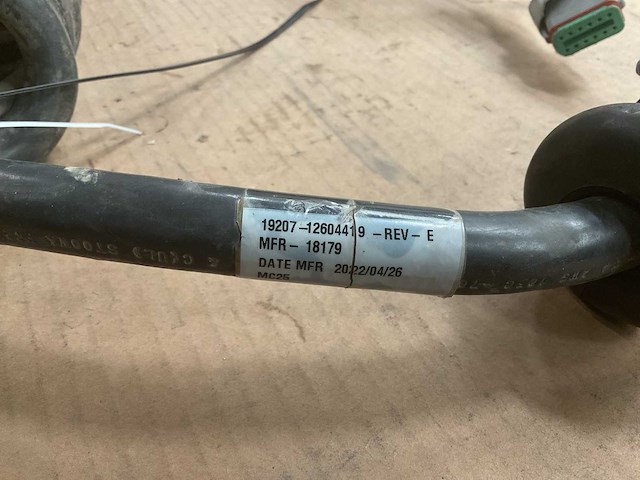 19207-12604419 -REV- E
MFR- 18179
DATE MFR 2022/04/26
MC25